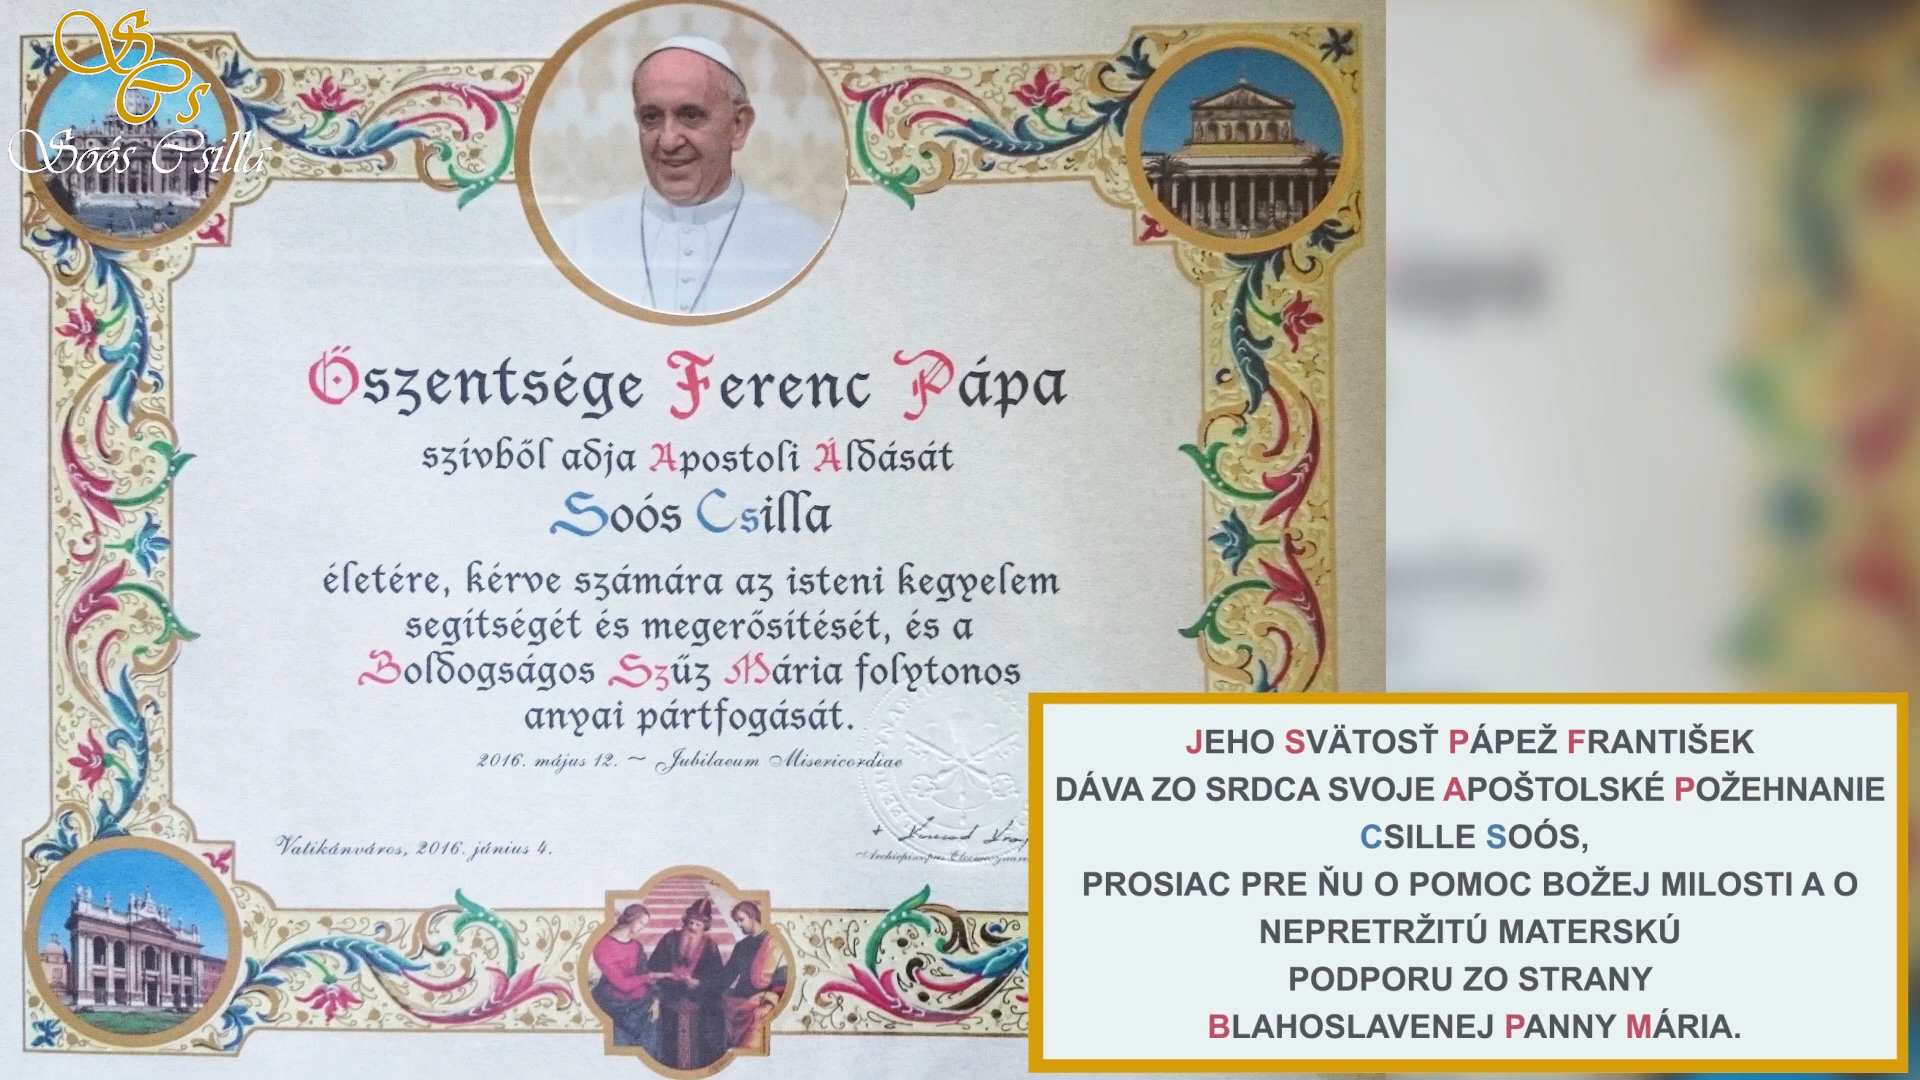 Soós Csilla
Őszentsége Ferenc Pápa
szívből adja Apostoli Áldását
Soós Csilla
életére, kérve számára az isteni kegyelem
segítségét és megerősítését, és a
Boldogságos Szűz Mária folytonos
anyai pártfogását.
2016. május 12. ~ Jubilaeum Misericordiae
Vatikánváros, 2016. június 4.
JEHO SVÄTOSŤ PÁPEŽ FRANTIŠEK
DÁVA ZO SRDCA SVOJE APOŠTOLSKÉ POŽEHNANIE
CSILLE SOÓS,
PROSIAC PRE ŇU O POMOC BOŽEJ MILOSTI A O
NEPRETRŽITÚ MATERSKÚ
PODPORU ZO STRANY
BLAHOSLAVENEJ PANNY MÁRIA.